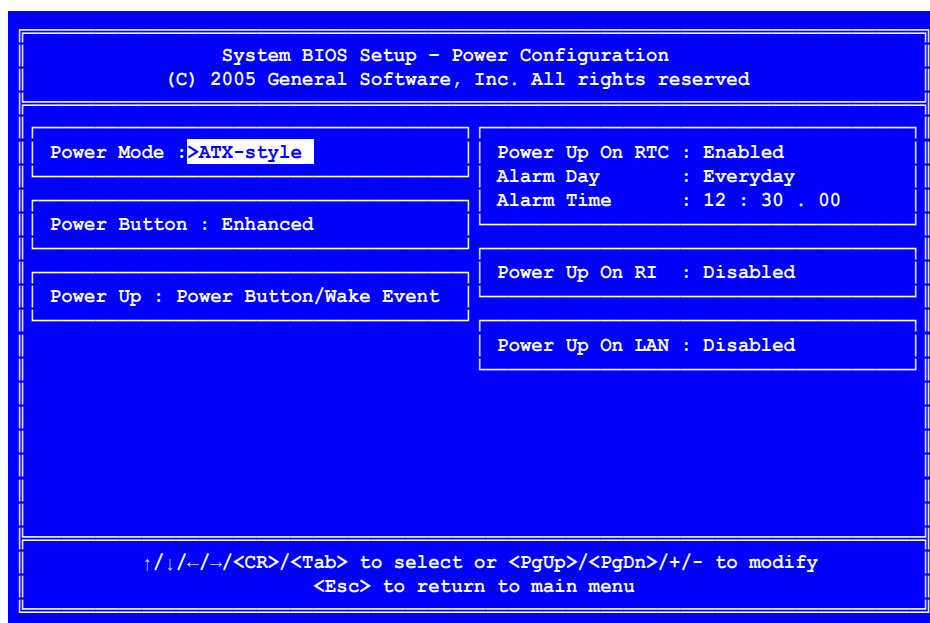 System BIOS Setup – Power Configuration
(C) 2005 General Software, Inc. All rights reserved
Power Mode :>ATX-style
Power Button : Enhanced
Power Up : Power Button/Wake Event
Power Up On RTC : Enabled
Alarm Day : Everyday
Alarm Time : 12 : 30 . 00
Power Up On RI : Disabled
Power Up On LAN : Disabled
↑/↓/←/→/<CR>/<Tab> to select or <PgUp>/<PgDn>/+/- to modify
<Esc> to return to main menu